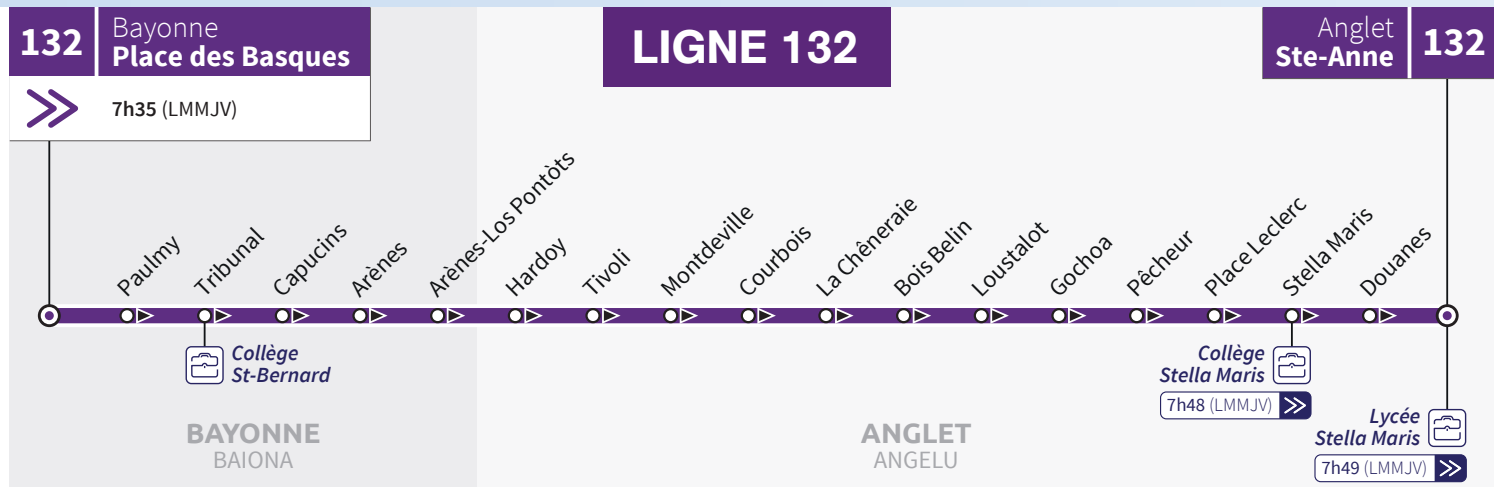 132
Bayonne
Place des Basques
7h35 (LMMJV)
LIGNE 132
Anglet
Ste-Anne
132
Paulmy
Tribunal
Capucins
Arènes
Arènes-Los Pontòts
Hardoy
Tivoli
Montdeville
Courbois
La Chêneraie
Bois Belin
Loustalot
Gochoa
Pêcheur
Place Leclerc
Stella Maris
Douanes
Collège
St-Bernard
Collège
Stella Maris
7h48 (LMMJV)
Lycée
Stella Maris
7h49 (LMMJV)
BAYONNE
BAIONA
ANGLET
ANGELU